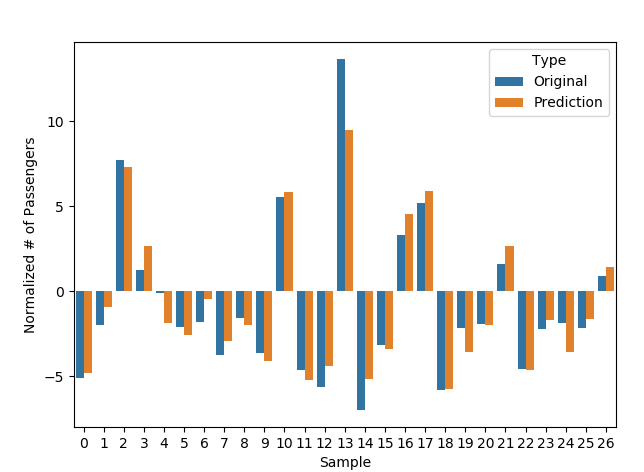 Type
Original
Prediction
Normalized # of Passengers
10
5
0
−5
0 1 2 3 4 5 6 7 8 9 10 11 12 13 14 15 16 17 18 19 20 21 22 23 24 25 26
Sample